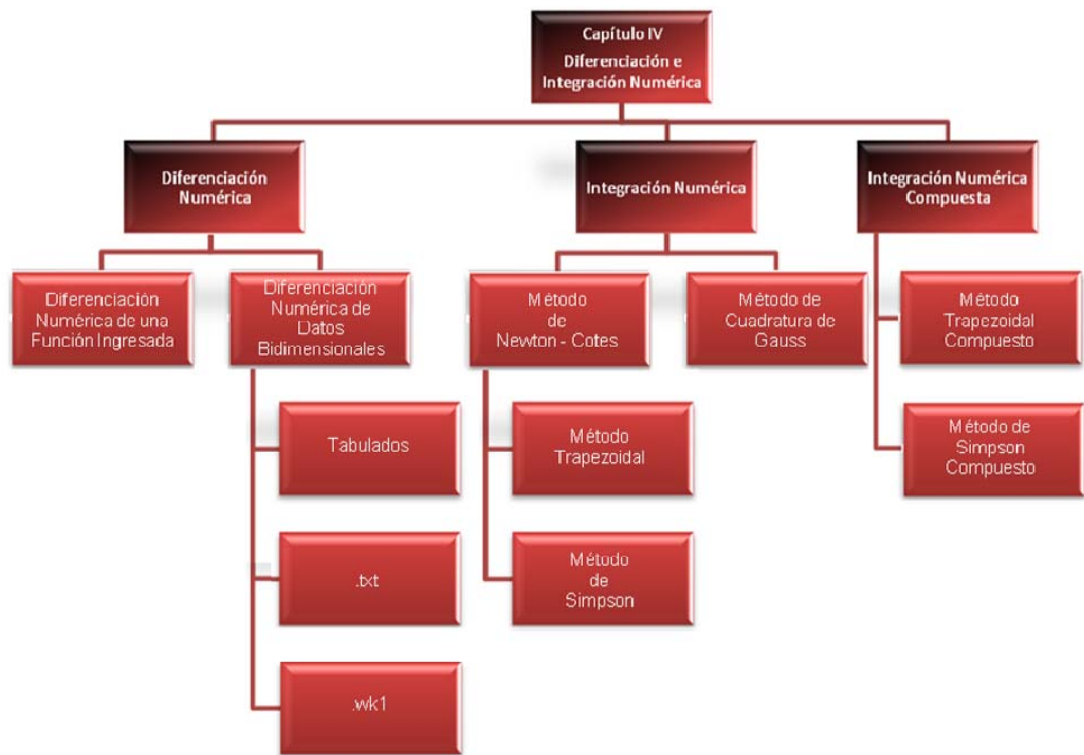 Capítulo IV
Diferenciación e
Integración Numérica
Diferenciación
Numérica
Integración Numérica
Integración Numérica
Compuesta
Diferenciación
Numérica de una
Función Ingresada
Diferenciación
Numérica de
Datos
Bidimensionales
Método
de
Newton - Cotes
Método de
Cuadratura de
Gauss
Método
Trapezoidal
Compuesto
Tabulados
Método
Trapezoidal
Método de
Simpson
Compuesto
.txt
Método
de
Simpson
.wk1